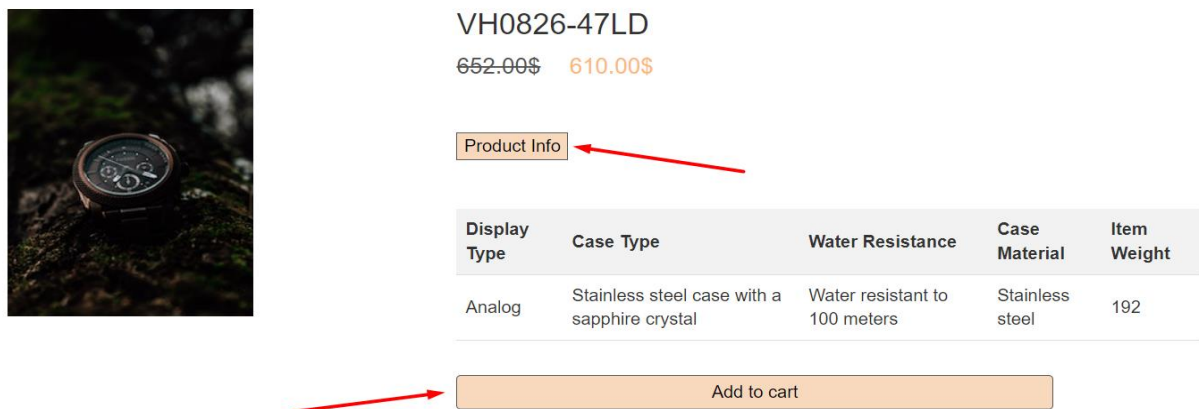 VH0826-47LD
652.00$ 610.00$
Product Info
Display Type Case Type Water Resistance Case Material Item Weight
Analog Stainless steel case with a sapphire crystal Water resistant to 100 meters Stainless steel 192
Add to cart